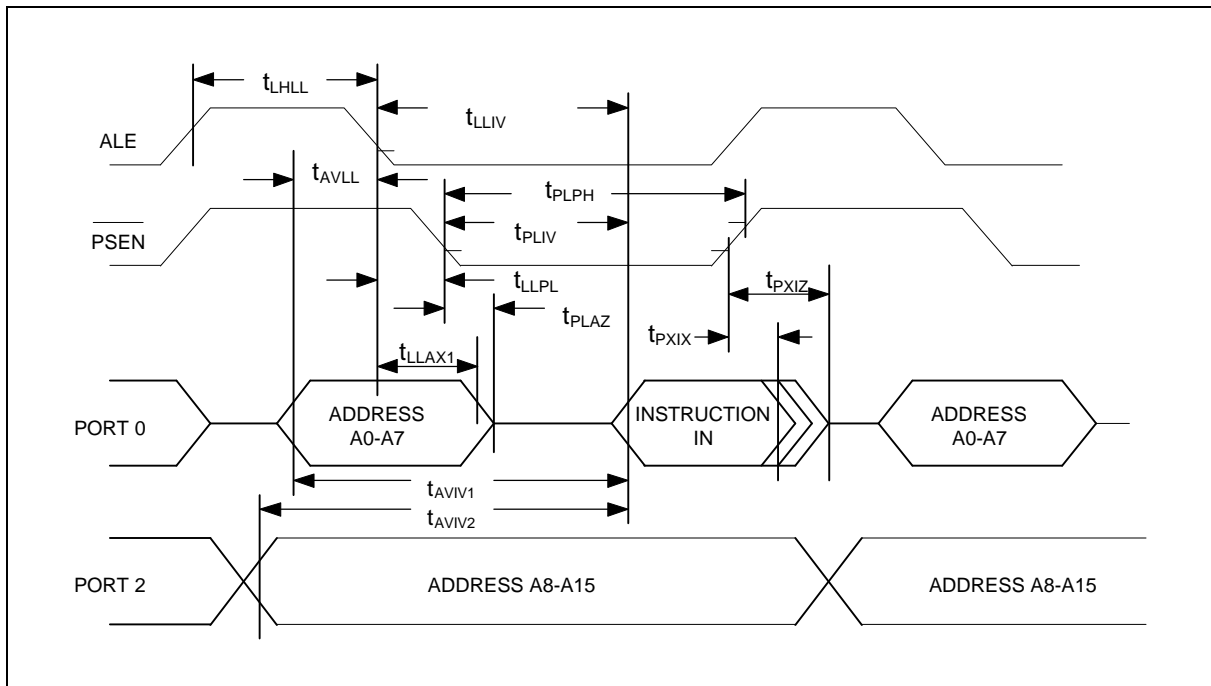 tLHLL
tLLIV
ALE
tAVLL
tPLPH
PSEN
tPLIV
tLLPL
tPXIZ
tPLAZ
tPXIX
tLLAX1
PORT 0
ADDRESS
A0-A7
INSTRUCTION
IN
ADDRESS
A0-A7
tAVIV1
tAVIV2
PORT 2
ADDRESS A8-A15
ADDRESS A8-A15